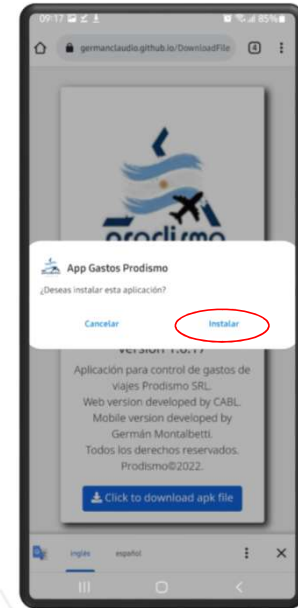 09:17
85%
germanclaudio.github.io/DownloadFile
4
prodismo
App Gastos Prodismo
¿Deseas instalar esta aplicación?
Cancelar
Instalar
Version 1.0.17
Aplicación para control de gastos de
viajes Prodismo SRL.
Web version developed by CABL.
Mobile version developed by
Germán Montalbetti.
Todos los derechos reservados.
Prodismo©2022.
Click to download apk file
inglés español